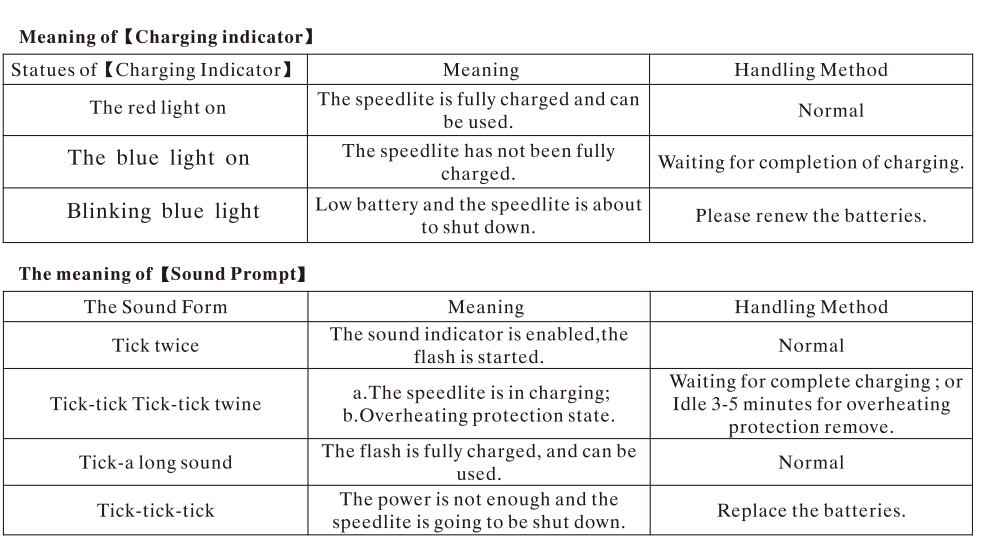 Meaning of【Charging indicator】
Statues of【Charging Indicator】 Meaning Handling Method
The red light on
The speedlite is fully charged and can
be used.
Normal
The blue light on
The speedlite has not been fully
charged.
Waiting for completion of charging.
Blinking blue light
Low battery and the speedlite is about
to shut down.
Please renew the batteries.
The meaning of【Sound Prompt】
The Sound Form Meaning Handling Method
Tick twice
The sound indicator is enabled,the
flash is started.
Normal
Tick-tick Tick-tick twine
a.The speedlite is in charging;
b.Overheating protection state.
Waiting for complete charging ; or
Idle 3-5 minutes for overheating
protection remove.
Tick-a long sound
The flash is fully charged, and can be
used.
Normal
Tick-tick-tick
The power is not enough and the
speedlite is going to be shut down.
Replace the batteries.